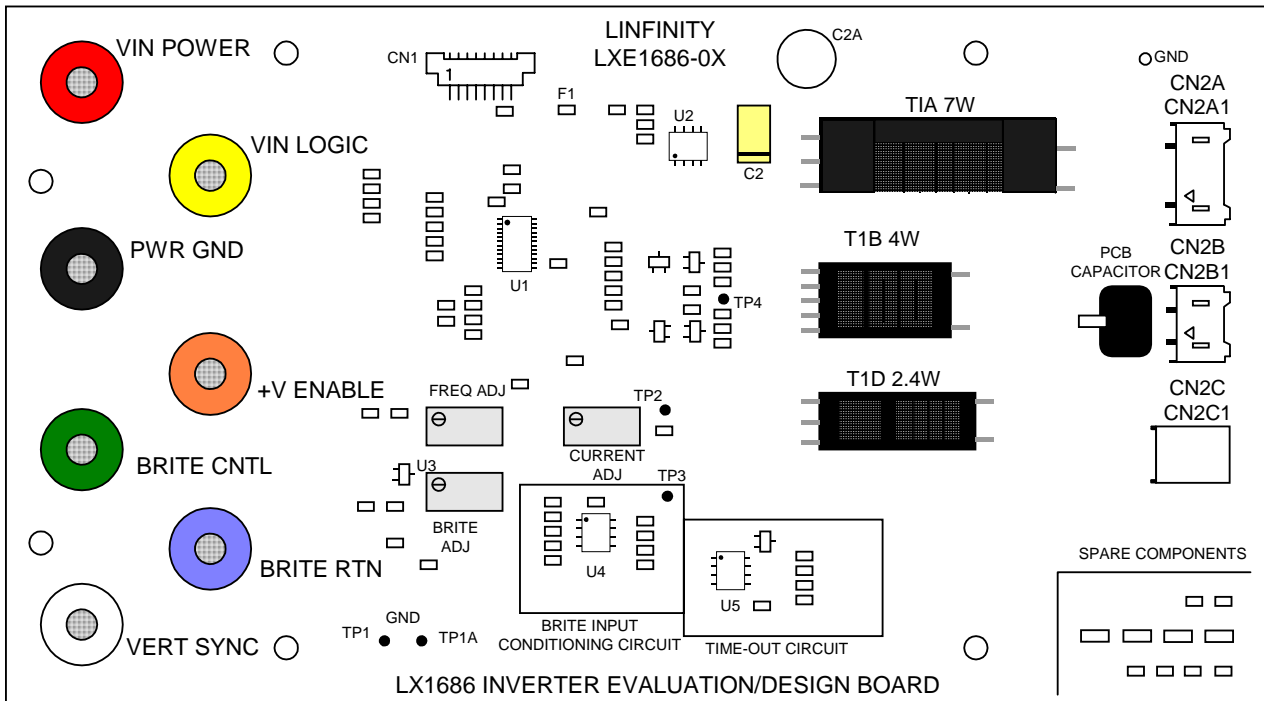 LINFINITY
LXE1686-0X
VIN POWER
CN1
1
F1
C2A
GND
CN2A
CN2A1
U2
TIA 7W
VIN LOGIC
C2
PWR GND
U1
TP4
T1B 4W
PCB
CAPACITOR
CN2B
CN2B1
+V ENABLE
FREQ ADJ
TP2
T1D 2.4W
CN2C
CN2C1
BRITE CNTL
U3
CURRENT
ADJ
TP3
BRITE
ADJ
BRITE RTN
U4
U5
SPARE COMPONENTS
VERT SYNC
GND
TP1
TP1A
BRITE INPUT
CONDITIONING CIRCUIT
TIME-OUT CIRCUIT
LX1686 INVERTER EVALUATION/DESIGN BOARD